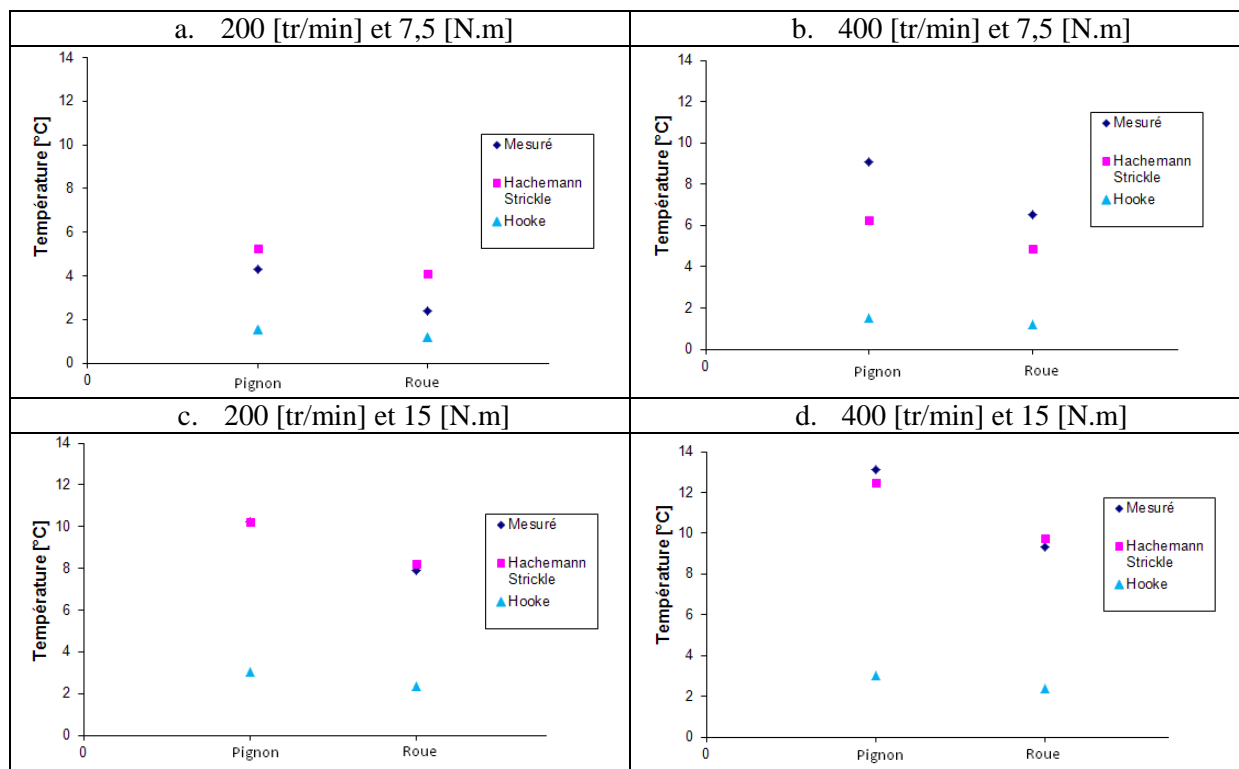 a. 200 [tr/min] et 7,5 [N.m]
14
12
10
8
6
4
2
0
Température [°C]
0
Pignon
Roue
Mesuré
Hachemann
Strickle
Hooke
b. 400 [tr/min] et 7,5 [N.m]
14
12
10
8
6
4
2
0
Température [°C]
0
Pignon
Roue
Mesuré
Hachemann
Strickle
Hooke
c. 200 [tr/min] et 15 [N.m]
14
12
10
8
6
4
2
0
Température [°C]
0
Pignon
Roue
Mesuré
Hachemann
Strickle
Hooke
d. 400 [tr/min] et 15 [N.m]
14
12
10
8
6
4
2
0
Température [°C]
0
Pignon
Roue
Mesuré
Hachemann
Strickle
Hooke